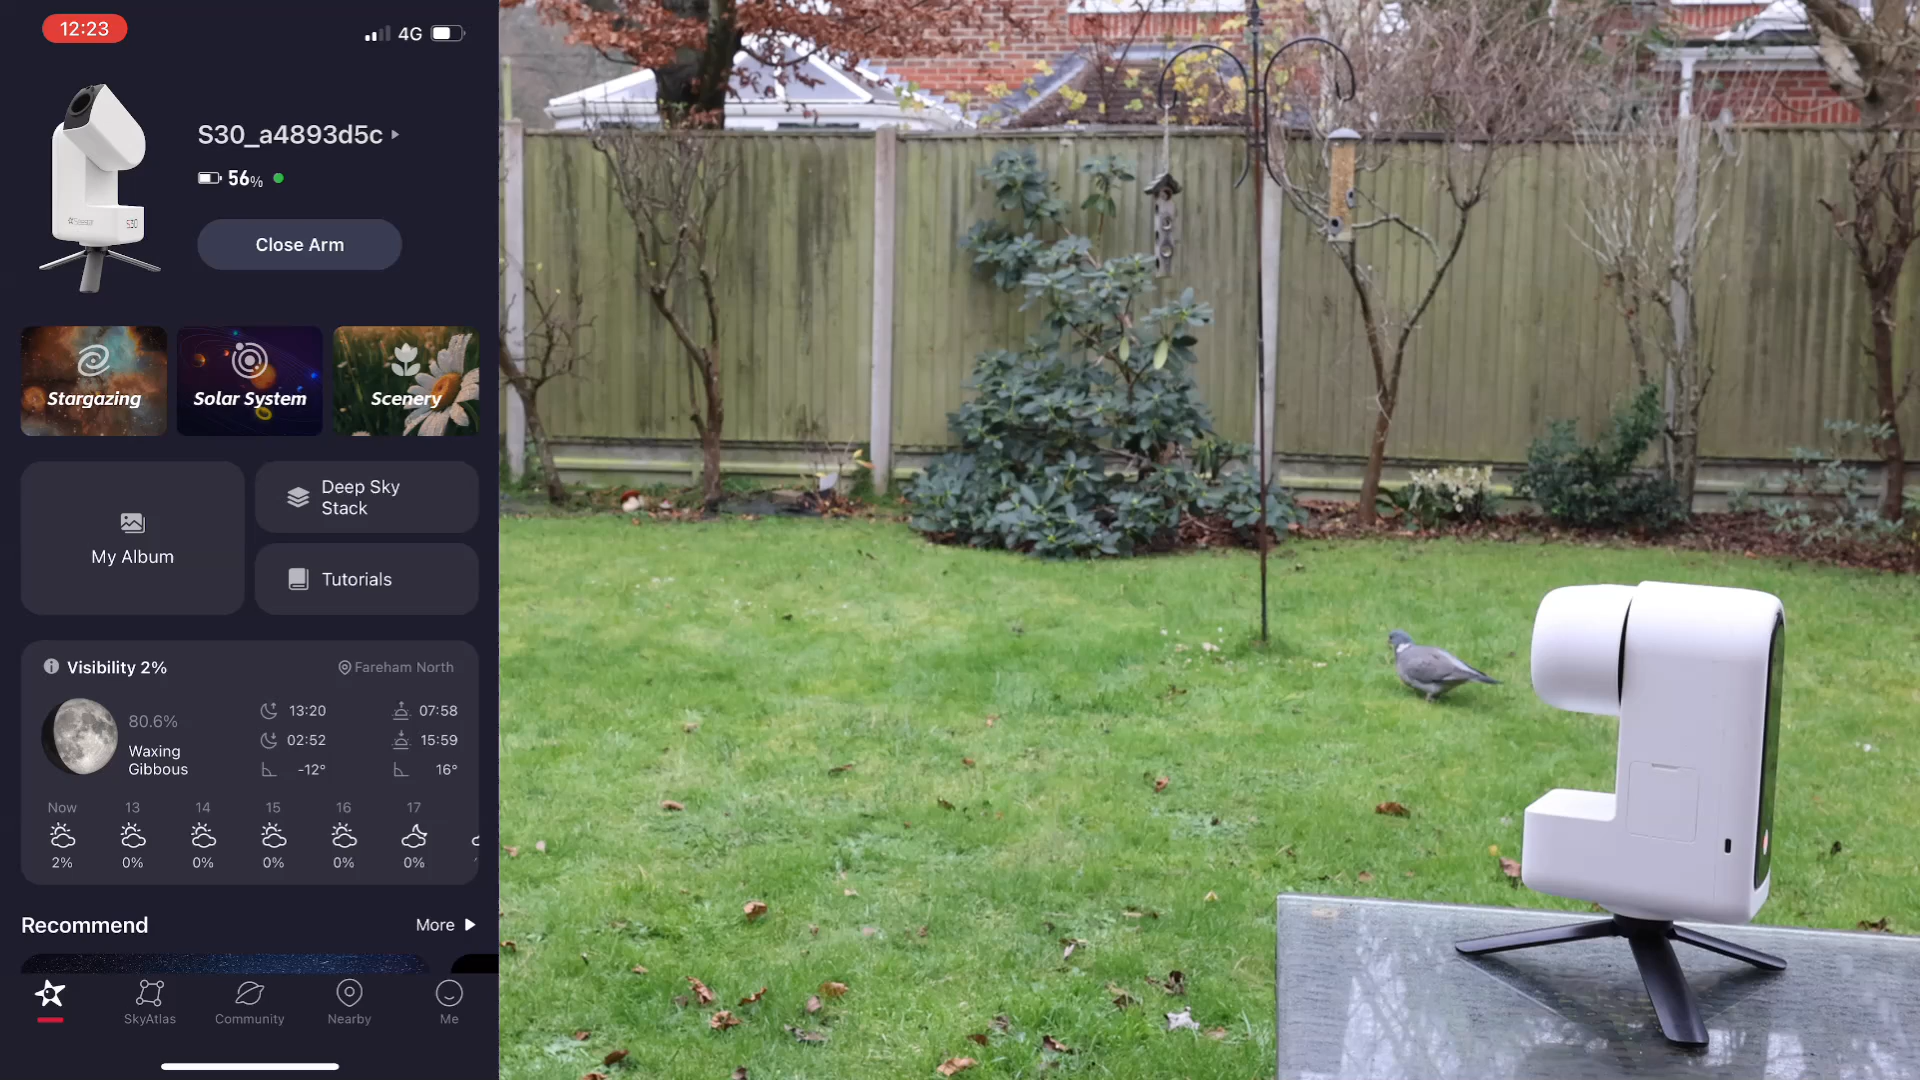 12:23
4G
S30_a4893d5c
56%
Close Arm
S30
Stargazing
Solar System
Scenery
My Album
Deep Sky
Stack
Tutorials
Visibility 2%
Fareham North
80.6%
Waxing
Gibbous
13:20
07:58
02:52
15:59
-12°
16°
Now
13
14
15
16
17
2%
0%
0%
0%
0%
0%
Recommend
More
SkyAtlas
Community
Nearby
Me